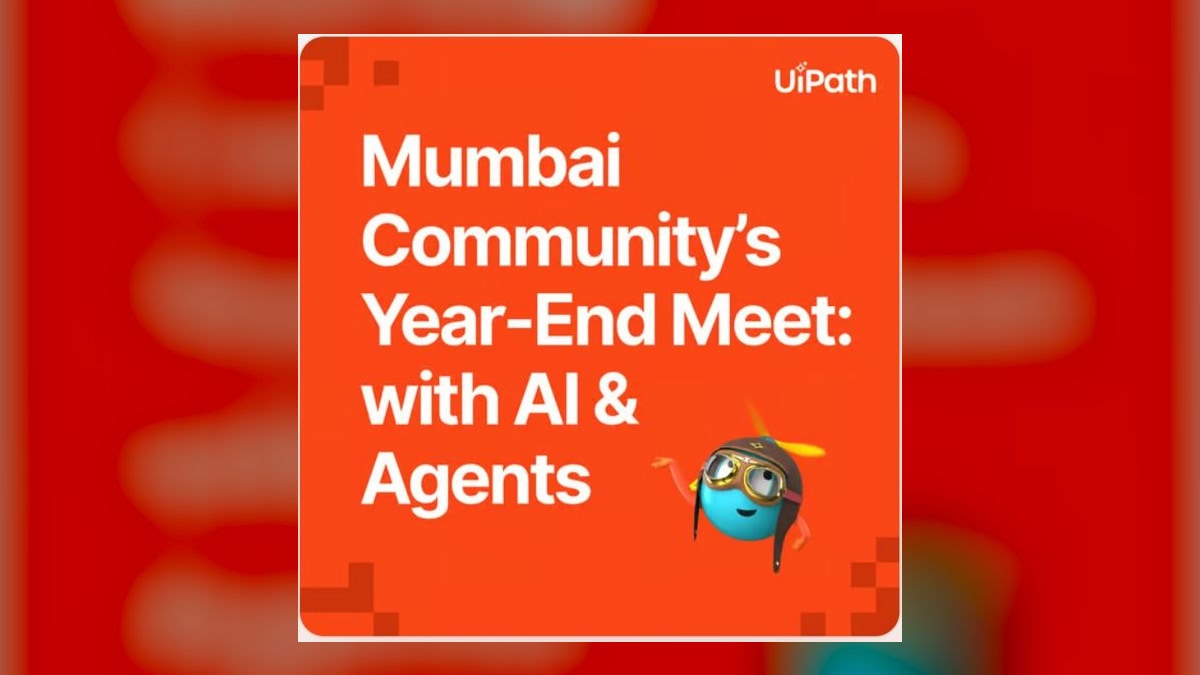 UiPath
Mumbai
Community’s
Year-End Meet:
with AI &
Agents